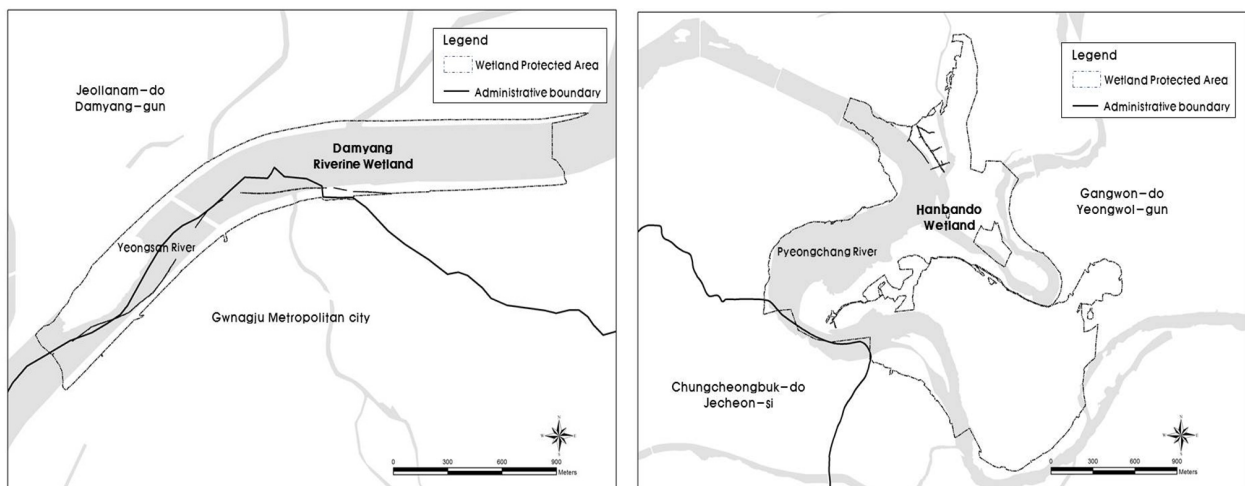 Legend
Wetland Protected Area
Administrative boundary
Jeollanam-do
Damyang-gun
Damyang
Riverine Wetland
Yeongsan River
Gwnagju Metropolitan city
0 300 600 900
Meters
Legend
Wetland Protected Area
Administrative boundary
Gangwon-do
Yeongwol-gun
Hanbando
Wetland
Pyeongchang River
Chungcheongbuk-do
Jecheon-si
0 300 600 900
Meters